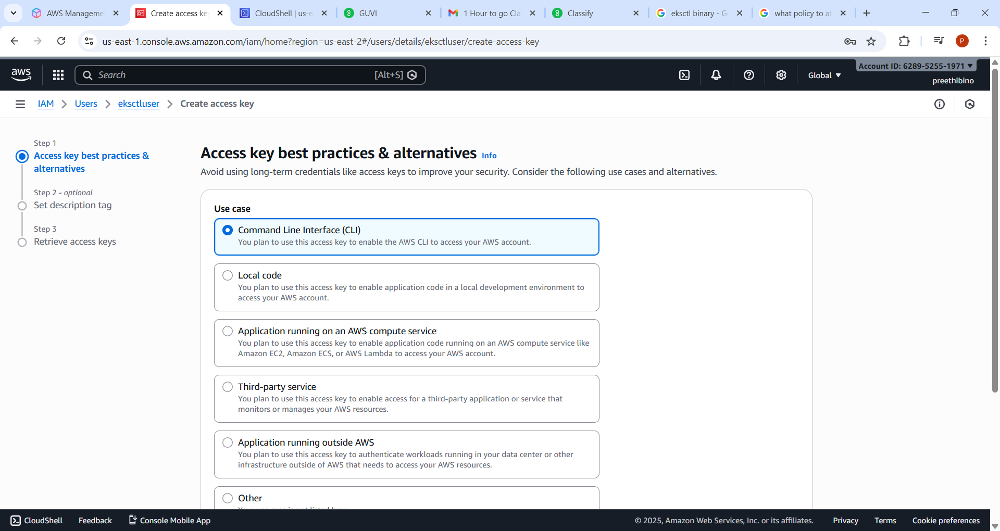 AWS Manageme
Create access key
CloudShell | us-e
GUVI
1 Hour to go Cla
Classify
eksctl binary - G
what policy to at
us-east-1.console.aws.amazon.com/iam/home?region=us-east-2#/users/details/eksctluser/create-access-key
P
aws
Search
[Alt+S]
Global
Account ID: 6289-5255-1971
preethibino
IAM
Users
eksctluser
Create access key
Step 1
Access key best practices &
alternatives
Step 2 - optional
Set description tag
Step 3
Retrieve access keys
Access key best practices & alternatives Info
Avoid using long-term credentials like access keys to improve your security. Consider the following use cases and alternatives.
Use case
Command Line Interface (CLI)
You plan to use this access key to enable the AWS CLI to access your AWS account.
Local code
You plan to use this access key to enable application code in a local development environment to
access your AWS account.
Application running on an AWS compute service
You plan to use this access key to enable application code running on an AWS compute service like
Amazon EC2, Amazon ECS, or AWS Lambda to access your AWS account.
Third-party service
You plan to use this access key to enable access for a third-party application or service that
monitors or manages your AWS resources.
Application running outside AWS
You plan to use this access key to authenticate workloads running in your data center or other
infrastructure outside of AWS that needs to access your AWS resources.
Other
Your use case is not listed here.
CloudShell
Feedback
Console Mobile App
© 2025, Amazon Web Services, Inc. or its affiliates.
Privacy
Terms
Cookie preferences